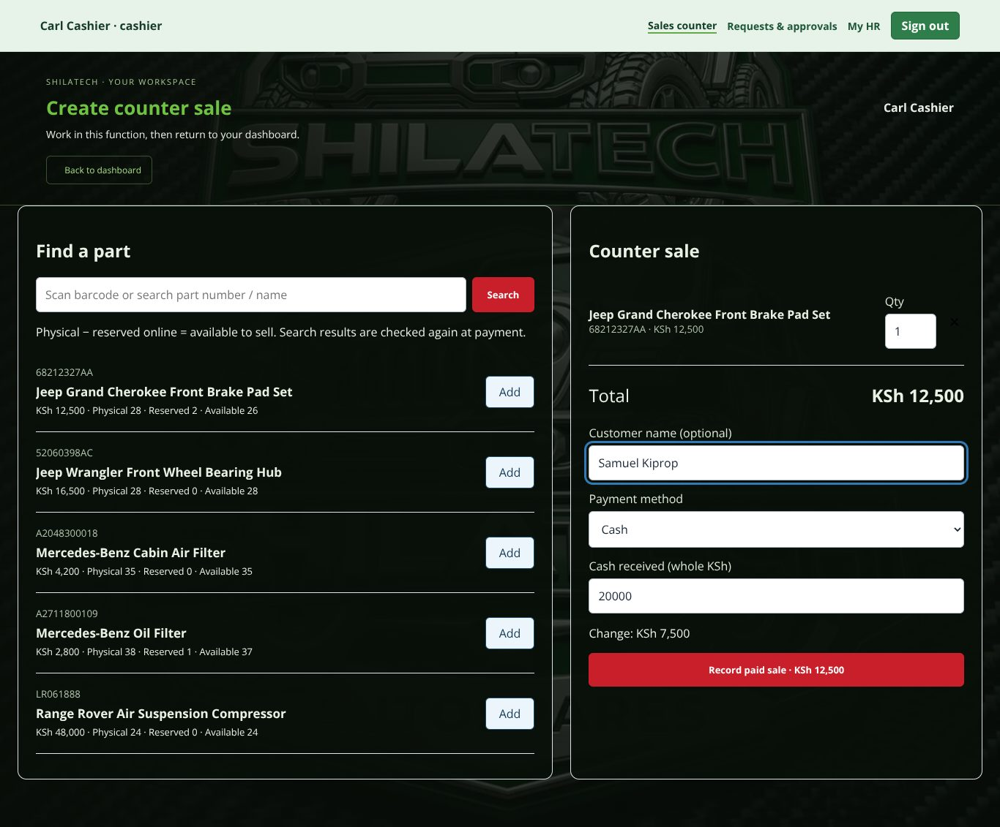 Carl Cashier · cashier
Sales counter
Requests & approvals
My HR
Sign out
SHILATECH · YOUR WORKSPACE
Create counter sale
Work in this function, then return to your dashboard.
Back to dashboard
Carl Cashier
SHILATECH
Find a part
Scan barcode or search part number / name
Search
Physical − reserved online = available to sell. Search results are checked again at payment.
68212327AA
Jeep Grand Cherokee Front Brake Pad Set
KSh 12,500 · Physical 28 · Reserved 2 · Available 26
Add
52060398AC
Jeep Wrangler Front Wheel Bearing Hub
KSh 16,500 · Physical 28 · Reserved 0 · Available 28
Add
A2048300018
Mercedes-Benz Cabin Air Filter
KSh 4,200 · Physical 35 · Reserved 0 · Available 35
Add
A2711800109
Mercedes-Benz Oil Filter
KSh 2,800 · Physical 38 · Reserved 1 · Available 37
Add
LR061888
Range Rover Air Suspension Compressor
KSh 48,000 · Physical 24 · Reserved 0 · Available 24
Add
Counter sale
Jeep Grand Cherokee Front Brake Pad Set
68212327AA · KSh 12,500
Qty
1
×
Total
KSh 12,500
Customer name (optional)
Samuel Kiprop
Payment method
Cash
Cash received (whole KSh)
20000
Change: KSh 7,500
Record paid sale · KSh 12,500